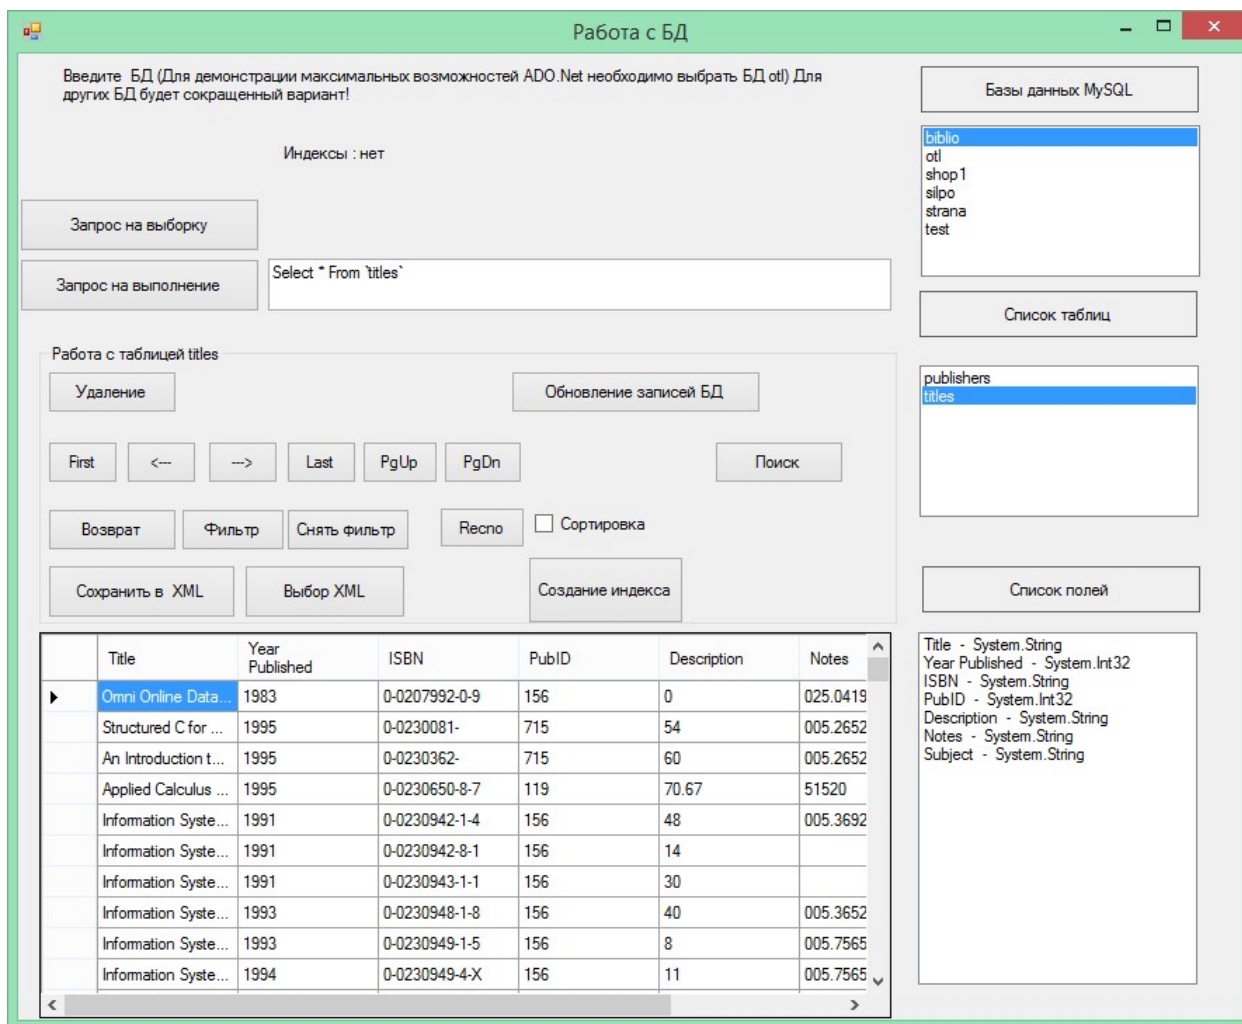 Работа с БД
Введите БД (Для демонстрации максимальных возможностей ADO.Net необходимо выбрать БД otl) Для
других БД будет сокращенный вариант!
Индексы : нет
Запрос на выборку
Запрос на выполнение
Select * From `titles`
Базы данных MySQL
biblio
otl
shop1
silpo
strana
test
Список таблиц
publishers
titles
Работа с таблицей titles
Удаление
Обновление записей БД
First
<---
--->
Last
PgUp
PgDn
Поиск
Возврат
Фильтр
Снять фильтр
Recno
Сортировка
Сохранить в XML
Выбор XML
Создание индекса
Список полей
Title - System.String
Year Published - System.Int32
ISBN - System.String
PubID - System.Int32
Description - System.String
Notes - System.String
Subject - System.String
Title Year Published ISBN PubID Description Notes
Omni Online Data... 1983 0-0207992-0-9 156 0 025.0419
Structured C for ... 1995 0-0230081- 715 54 005.2652
An Introduction t... 1995 0-0230362- 715 60 005.2652
Applied Calculus ... 1995 0-0230650-8-7 119 70.67 51520
Information Syste... 1991 0-0230942-1-4 156 48 005.3692
Information Syste... 1991 0-0230942-8-1 156 14
Information Syste... 1991 0-0230943-1-1 156 30
Information Syste... 1993 0-0230948-1-8 156 40 005.3652
Information Syste... 1993 0-0230949-1-5 156 8 005.7565
Information Syste... 1994 0-0230949-4-X 156 11 005.7565